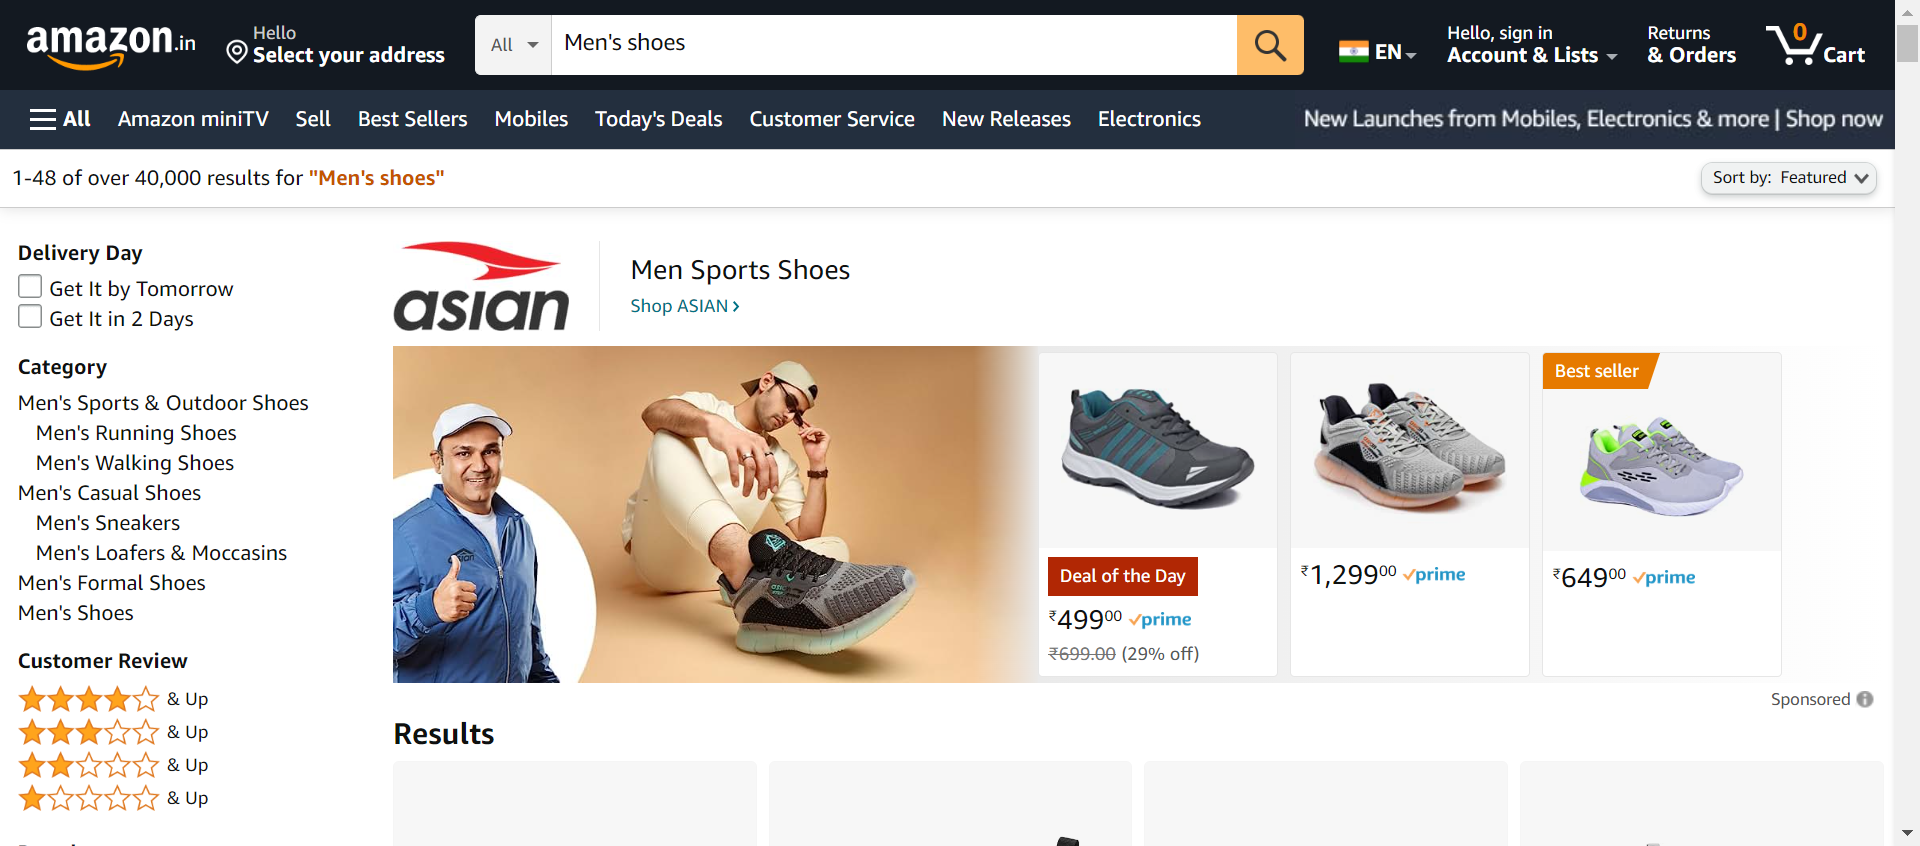 amazon.in
Hello
Select your address
All
Men's shoes
EN
Hello, sign in
Account & Lists
Returns
& Orders
0
Cart
All
Amazon miniTV
Sell
Best Sellers
Mobiles
Today's Deals
Customer Service
New Releases
Electronics
New Launches from Mobiles, Electronics & more | Shop now
1-48 of over 40,000 results for "Men's shoes"
Sort by: Featured
Delivery Day
Get It by Tomorrow
Get It in 2 Days
Category
Men's Sports & Outdoor Shoes
Men's Running Shoes
Men's Walking Shoes
Men's Casual Shoes
Men's Sneakers
Men's Loafers & Moccasins
Men's Formal Shoes
Men's Shoes
Customer Review
& Up
& Up
& Up
& Up
asian
Men Sports Shoes
Shop ASIAN ›
Deal of the Day
₹49900 prime
₹699.00 (29% off)
₹1,29900 prime
Best seller
₹64900 prime
Sponsored
Results